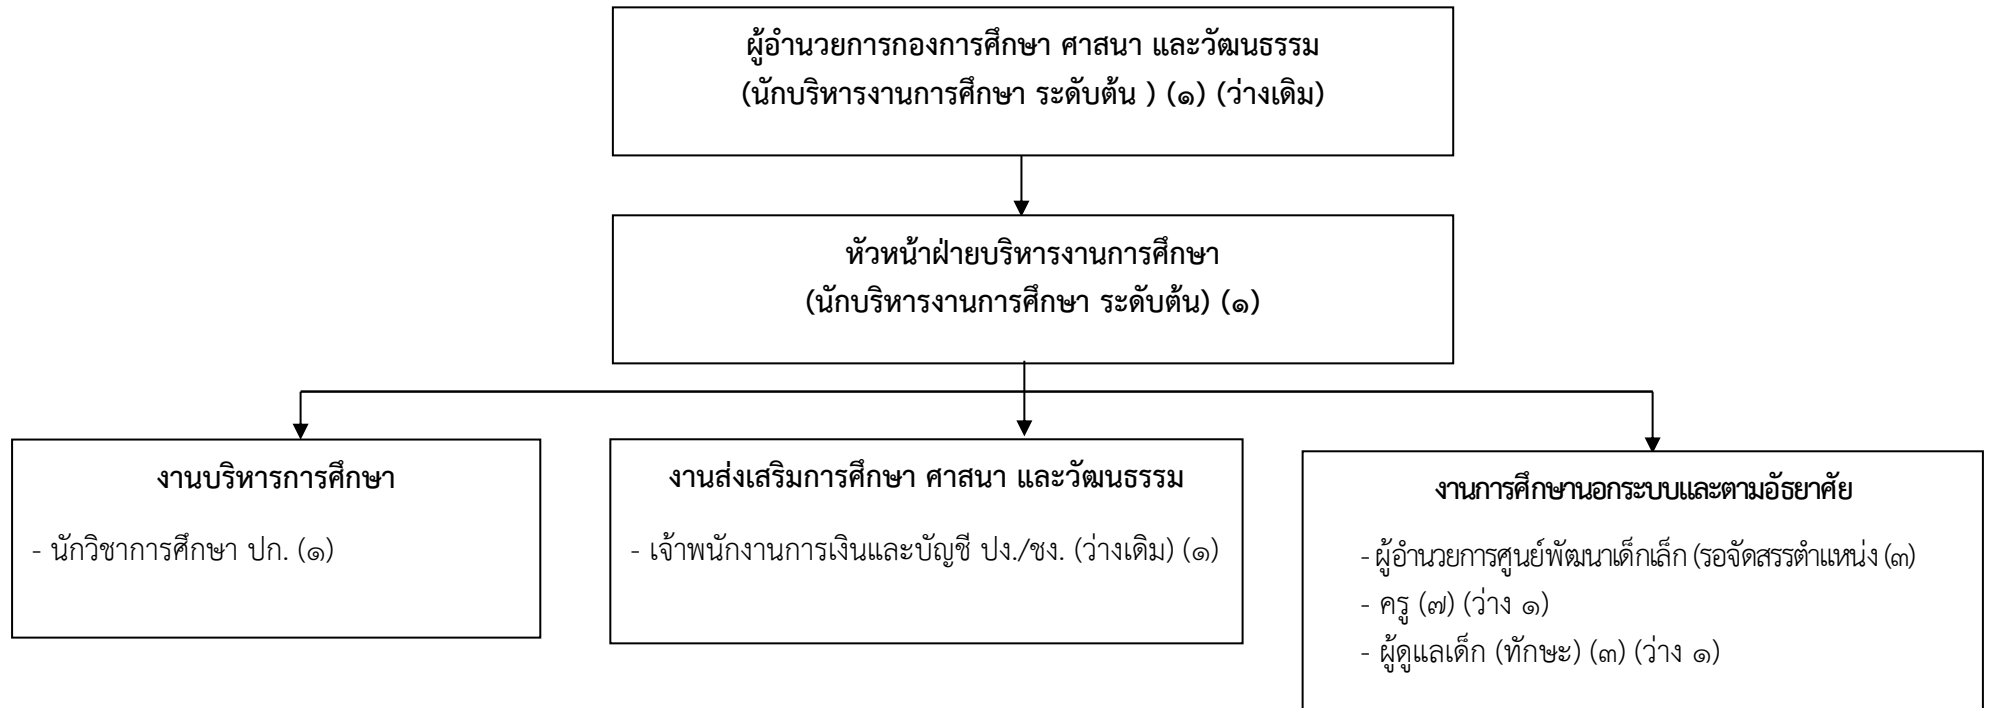 ผู้อำนวยการกองการศึกษา ศาสนา และวัฒนธรรม
(นักบริหารงานการศึกษา ระดับต้น ) (๑) (ว่างเดิม)
หัวหน้าฝ่ายบริหารงานการศึกษา
(นักบริหารงานการศึกษา ระดับต้น) (๑)
งานบริหารการศึกษา
- นักวิชาการศึกษา ปก. (๑)
งานส่งเสริมการศึกษา ศาสนา และวัฒนธรรม
- เจ้าพนักงานการเงินและบัญชี ปง./ชง. (ว่างเดิม) (๑)
งานการศึกษานอกระบบและตามอัธยาศัย
- ผู้อำนวยการศูนย์พัฒนาเด็กเล็ก (รอจัดสรรตำแหน่ง (๓)
- ครู (๗) (ว่าง ๑)
- ผู้ดูแลเด็ก (ทักษะ) (๓) (ว่าง ๑)